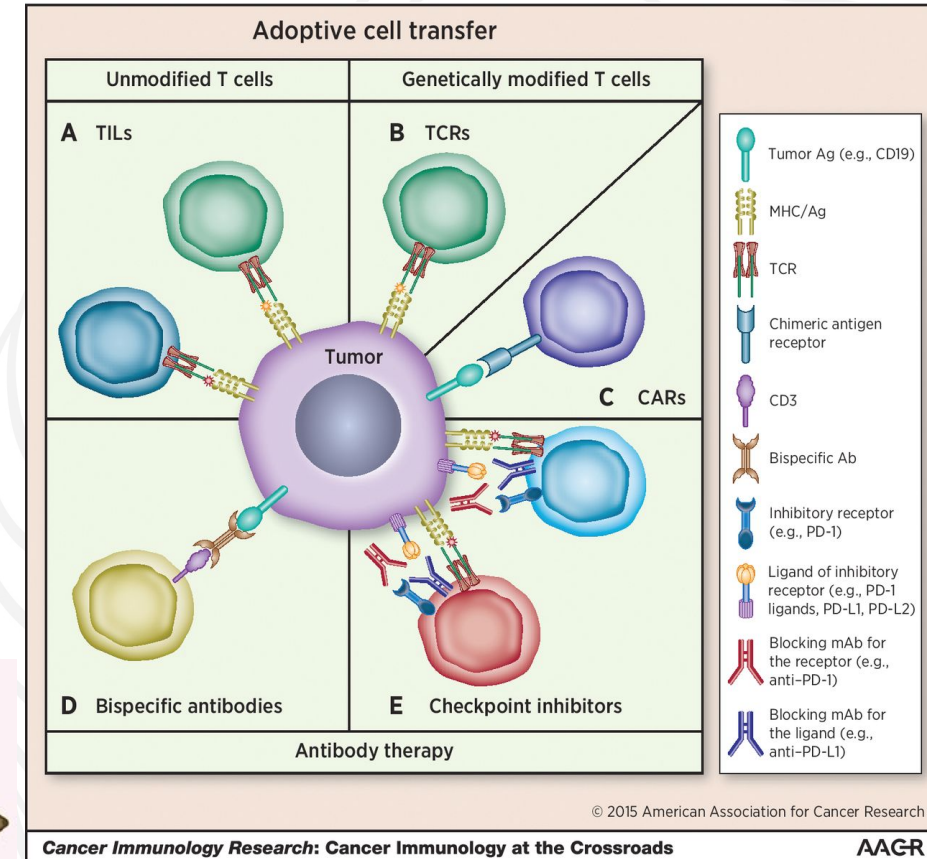 Adoptive cell transfer
Unmodified T cells
Genetically modified T cells
A TILs
B TCRs
Tumor
C CARs
D Bispecific antibodies
E Checkpoint inhibitors
Antibody therapy
Tumor Ag (e.g., CD19)
MHC/Ag
TCR
Chimeric antigen
receptor
CD3
Bispecific Ab
Inhibitory receptor
(e.g., PD-1)
Ligand of inhibitory
receptor (e.g., PD-1
ligands, PD-L1, PD-L2)
Blocking mAb for
the receptor (e.g.,
anti–PD-1)
Blocking mAb for
the ligand (e.g.,
anti–PD-L1)
© 2015 American Association for Cancer Research
Cancer Immunology Research: Cancer Immunology at the Crossroads
AACR